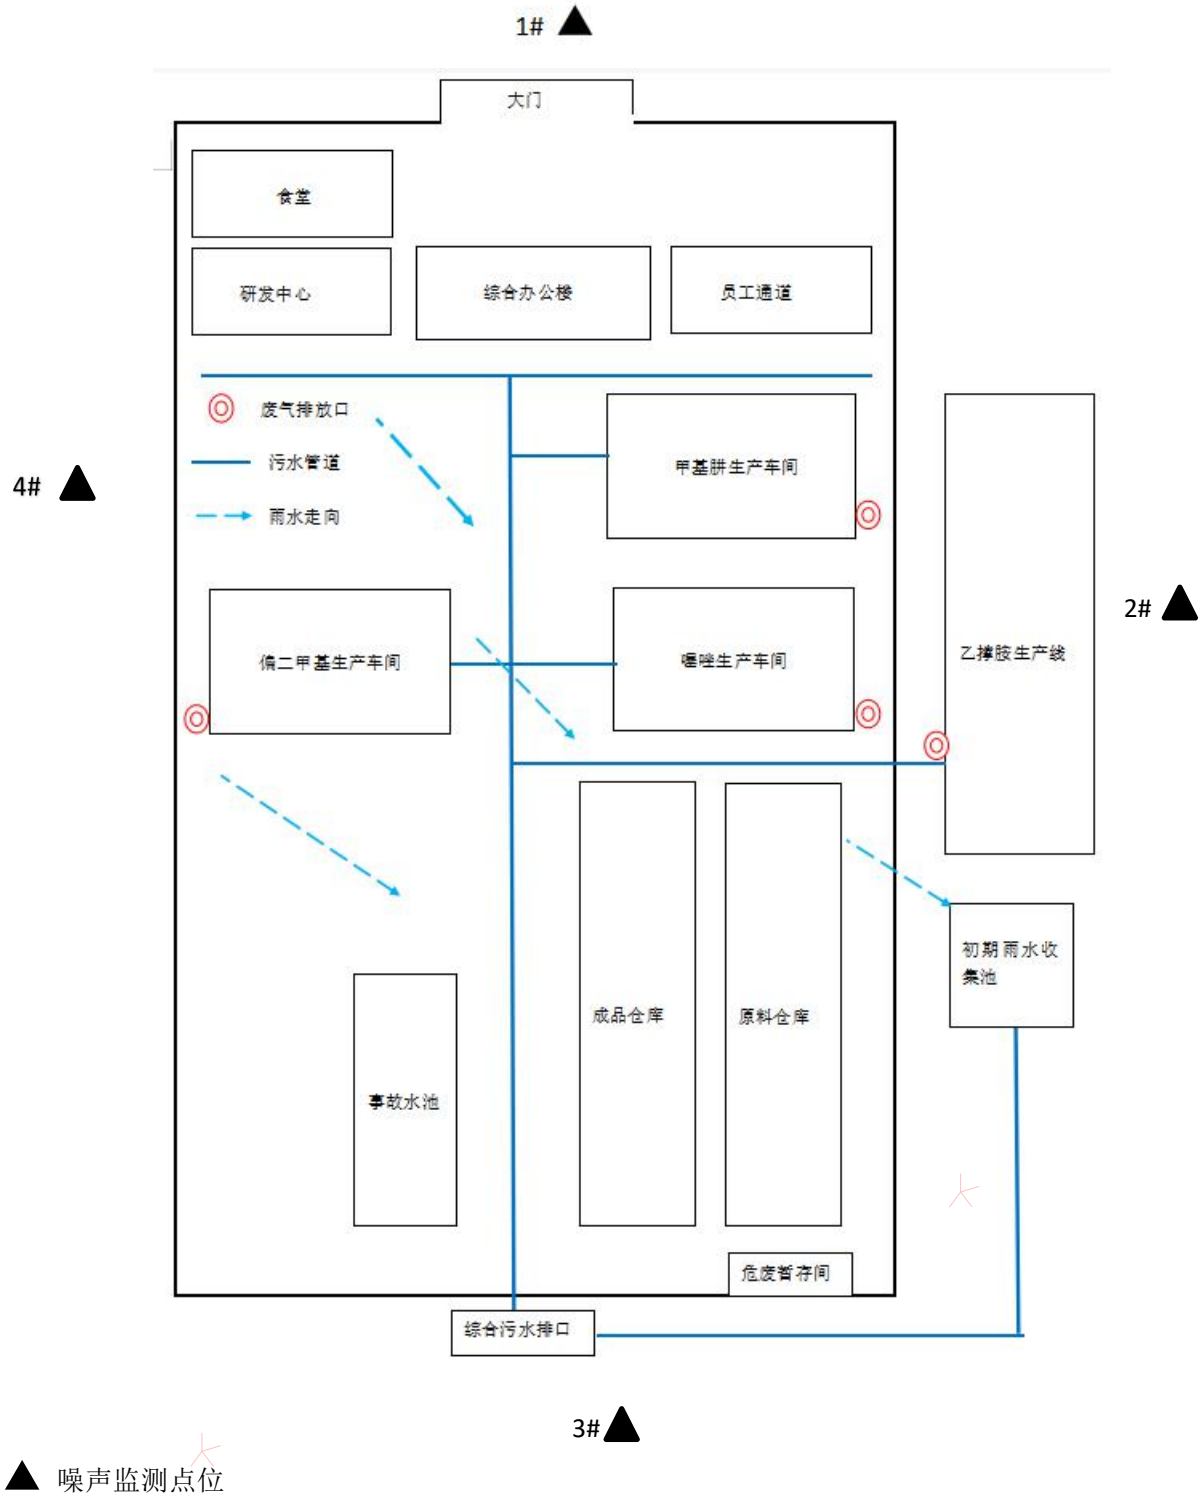 1#
大门
食堂
研发中心
综合办公楼
员工通道
废气排放口
污水管道
雨水走向
甲基肼生产车间
4#
2#
偏二甲基生产车间
噻唑生产车间
乙撑胺生产线
初期雨水收
集池
成品仓库
原料仓库
事故水池
危废暂存间
综合污水排口
3#
噪声监测点位